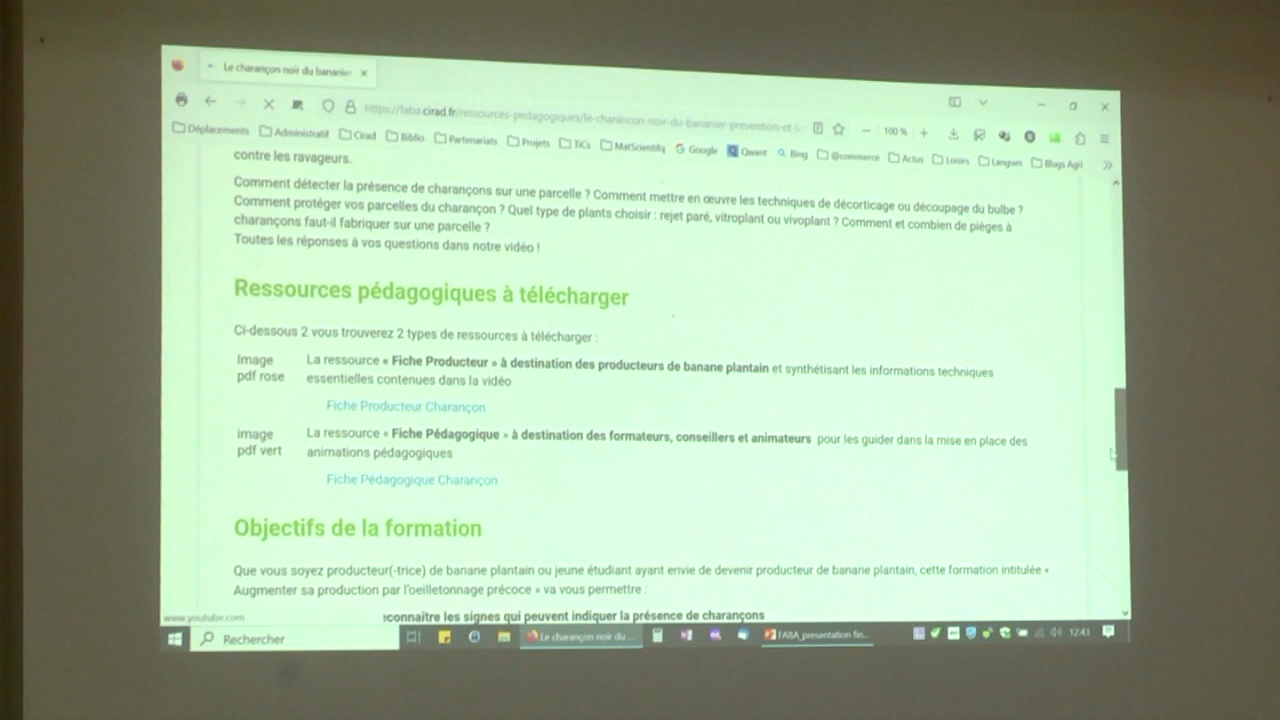 Le charançon noir du bananier
https://faba.cirad.fr/ressources-pedagogiques/le-charancon-noir-du-bananier-prevention-et-
100 %
Déplacements Administratif Cirad Biblio Partenariats Projets TiCs MatScientifq Google Qwant Bing @commerce Actus Loisirs Langues Blogs Agri
contre les ravageurs.
Comment détecter la présence de charançons sur une parcelle ? Comment mettre en œuvre les techniques de décorticage ou découpage du bulbe ?
Comment protéger vos parcelles du charançon ? Quel type de plants choisir : rejet paré, vitroplant ou vivoplant ? Comment et combien de pièges à
charançons faut-il fabriquer sur une parcelle ?
Toutes les réponses à vos questions dans notre vidéo !
Ressources pédagogiques à télécharger
Ci-dessous 2 vous trouverez 2 types de ressources à télécharger :
Image
pdf rose
La ressource « Fiche Producteur » à destination des producteurs de banane plantain et synthétisant les informations techniques
essentielles contenues dans la vidéo
Fiche Producteur Charançon
image
pdf vert
La ressource « Fiche Pédagogique » à destination des formateurs, conseillers et animateurs pour les guider dans la mise en place des
animations pédagogiques
Fiche Pédagogique Charançon
Objectifs de la formation
Que vous soyez producteur(-trice) de banane plantain ou jeune étudiant ayant envie de devenir producteur de banane plantain, cette formation intitulée «
Augmenter sa production par l'oeilletonnage précoce » va vous permettre :
connaître les signes qui peuvent indiquer la présence de charançons
www.youtube.com
Rechercher
Le charançon noir du ...
FABA_presentation fin...
12:43